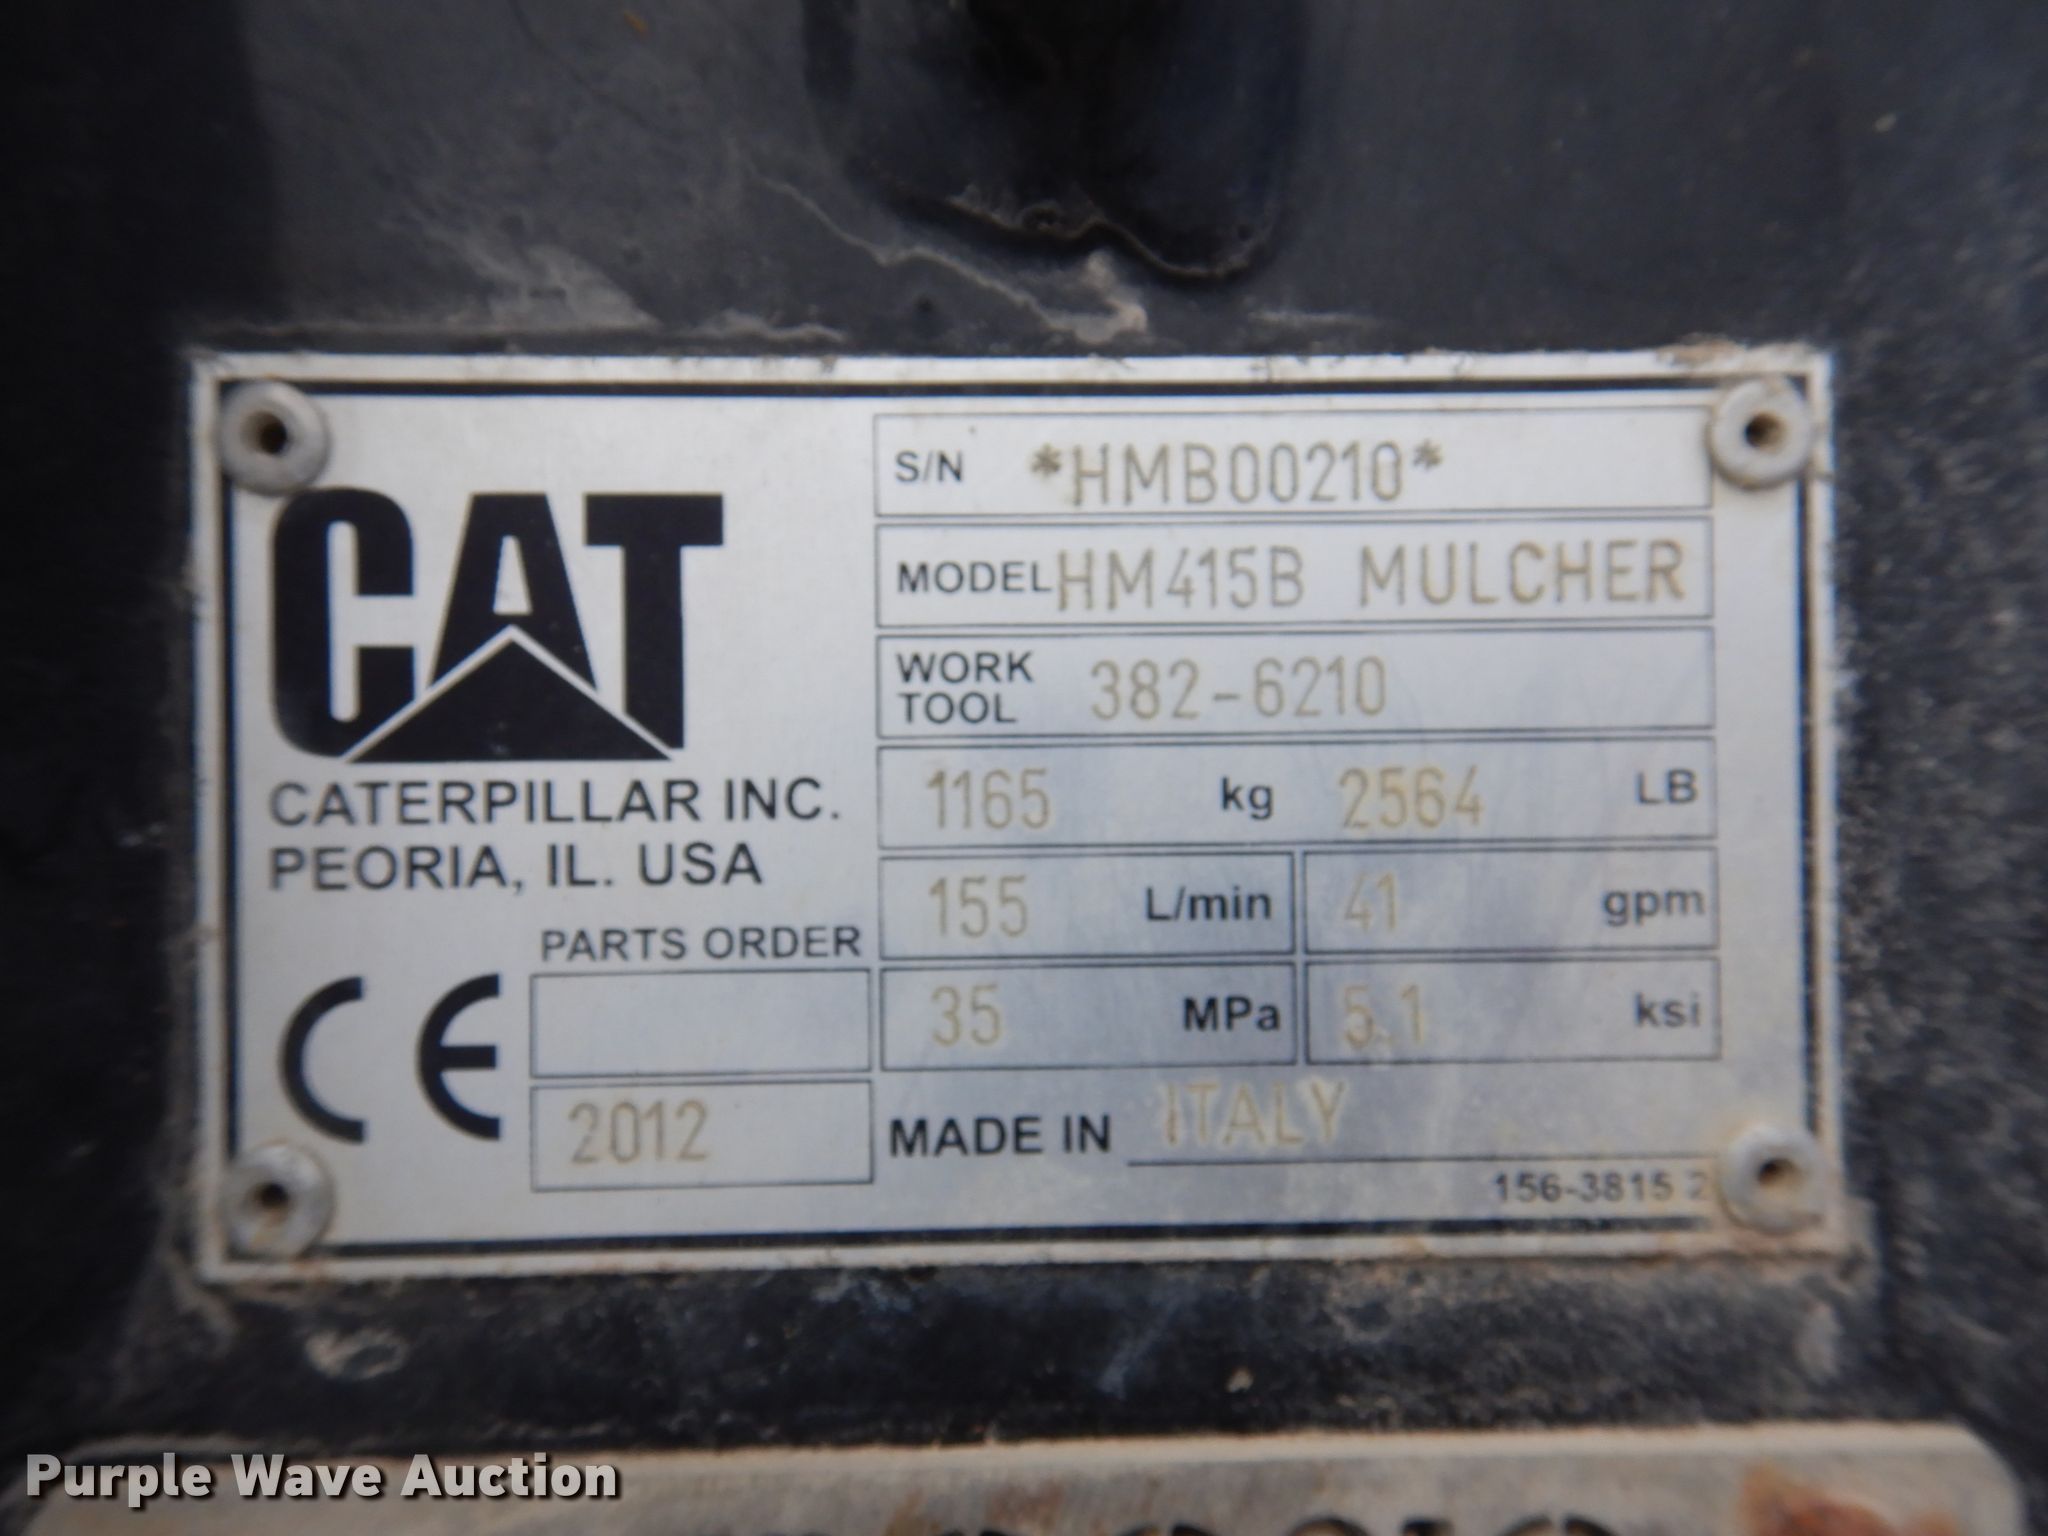 CAT
CATERPILLAR INC.
PEORIA, IL. USA
CE
PARTS ORDER
2012
S/N *HMB00210*
MODEL HM415B MULCHER
WORK TOOL 382-6210
1165 kg 2564 LB
155 L/min 41 gpm
35 MPa 5.1 ksi
MADE IN ITALY
156-3815 2
Purple Wave Auction